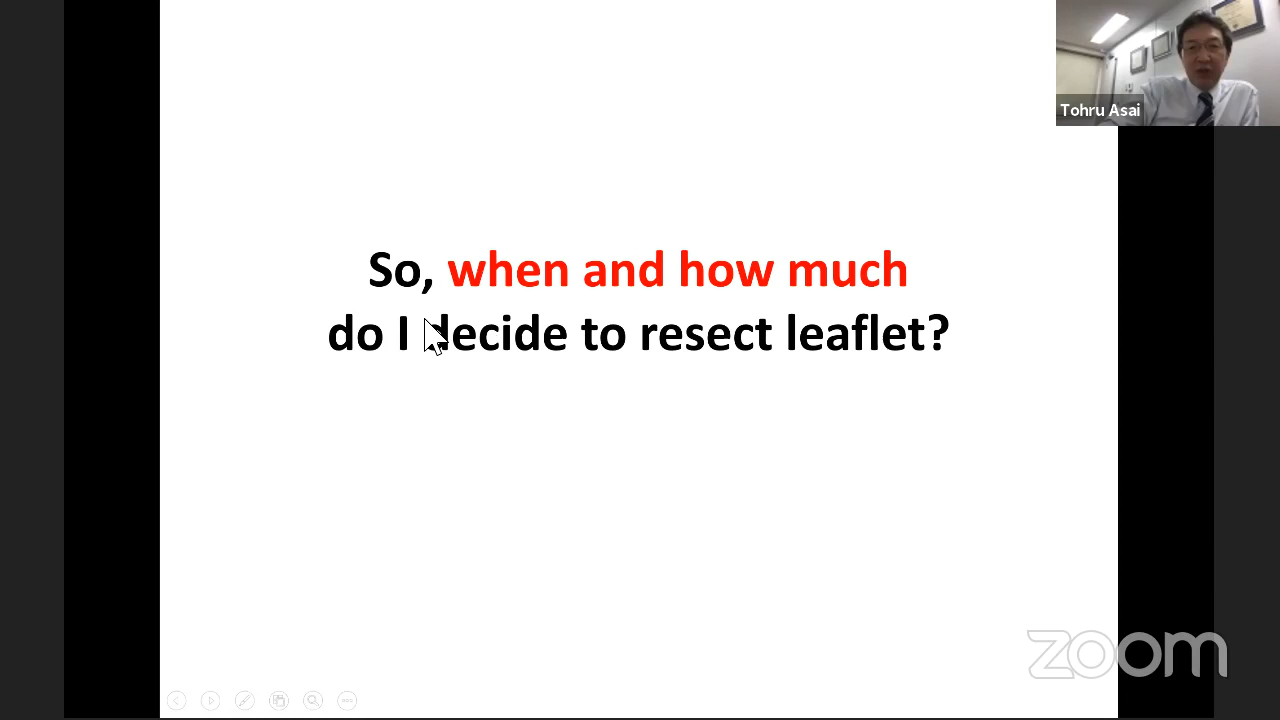 Tohru Asai
So, when and how much
do I decide to resect leaflet?
zoom